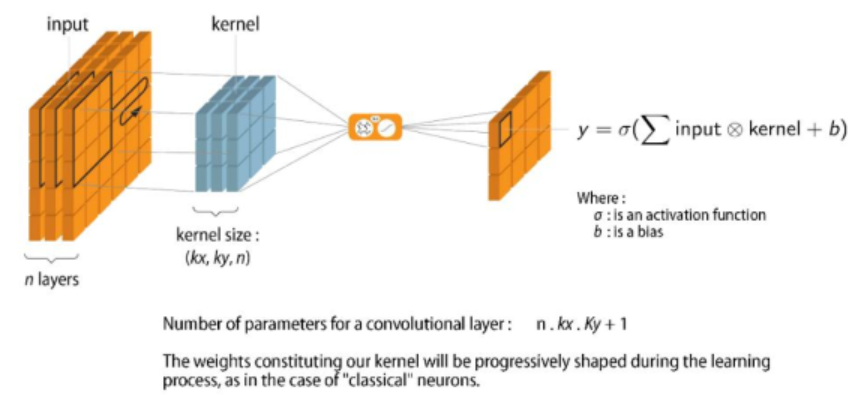 input
kernel
y = σ(∑ input ⊗ kernel + b)
Where :
σ : is an activation function
b : is a bias
kernel size :
(kx, ky, n)
n layers
Number of parameters for a convolutional layer : n . kx . Ky + 1
The weights constituting our kernel will be progressively shaped during the learning
process, as in the case of "classical" neurons.